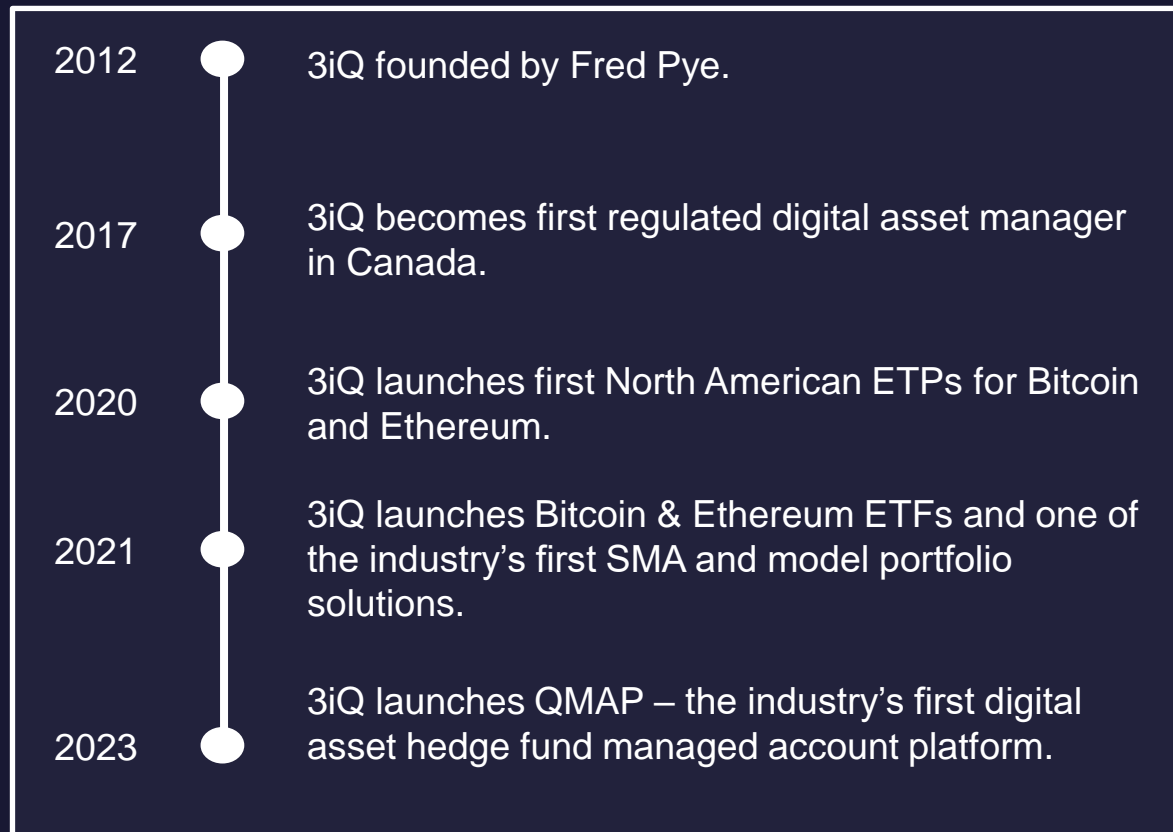 2012
3iQ founded by Fred Pye.
2017
3iQ becomes first regulated digital asset manager
in Canada.
2020
3iQ launches first North American ETPs for Bitcoin
and Ethereum.
2021
3iQ launches Bitcoin & Ethereum ETFs and one of
the industry’s first SMA and model portfolio
solutions.
2023
3iQ launches QMAP – the industry’s first digital
asset hedge fund managed account platform.